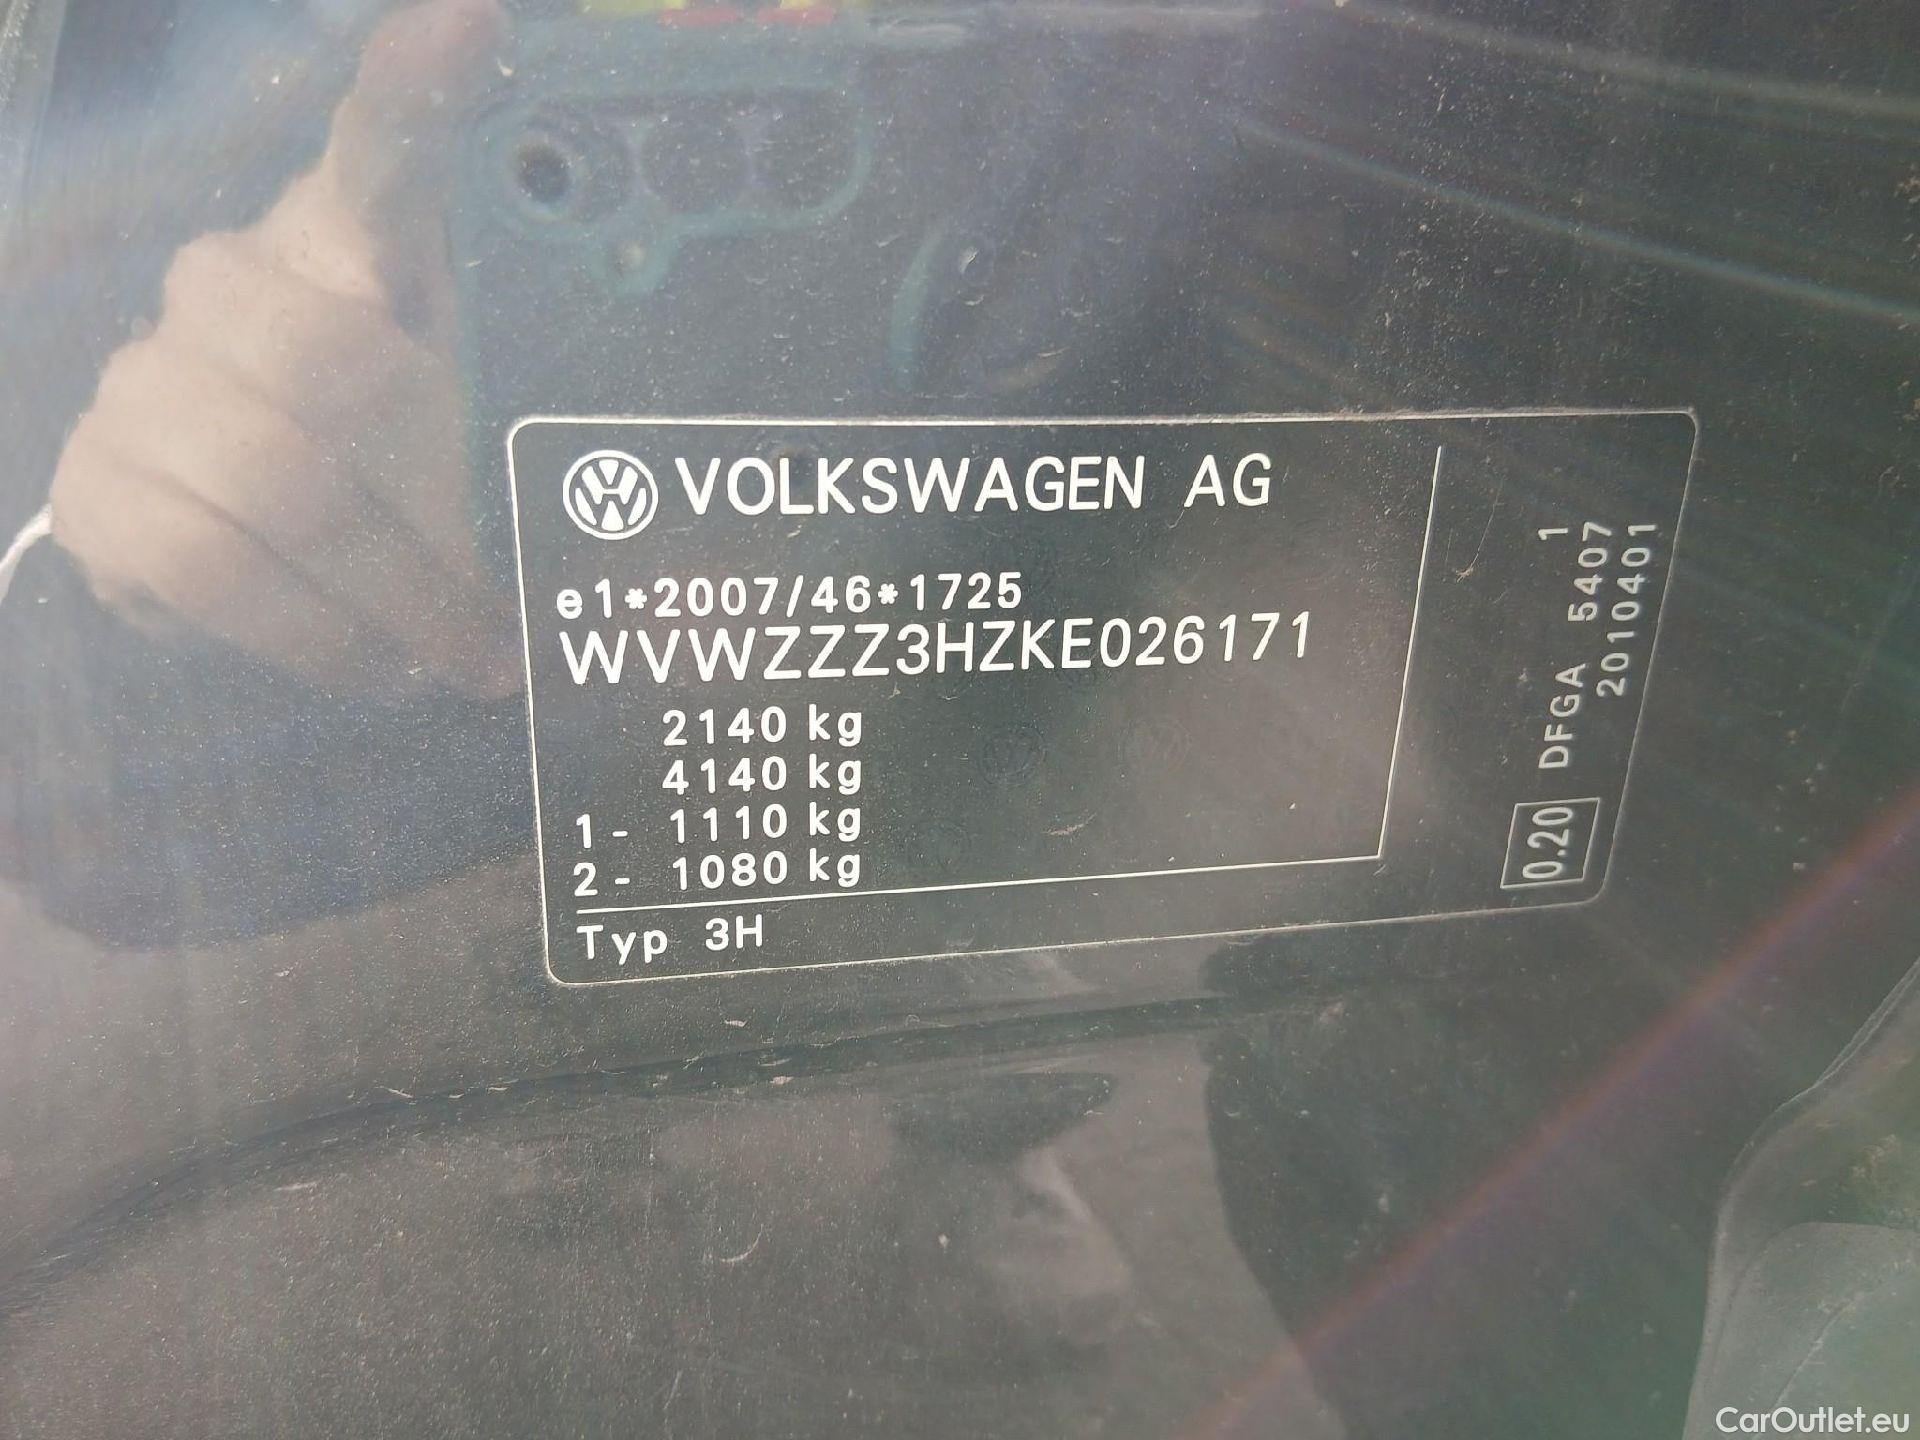 VOLKSWAGEN AG
e1*2007/46*1725
WVWZZZ3HZKE026171
2140 kg
4140 kg
1- 1110 kg
2- 1080 kg
Typ 3H
0.20 DFGA 5407 1
2010401
CarOutlet.eu